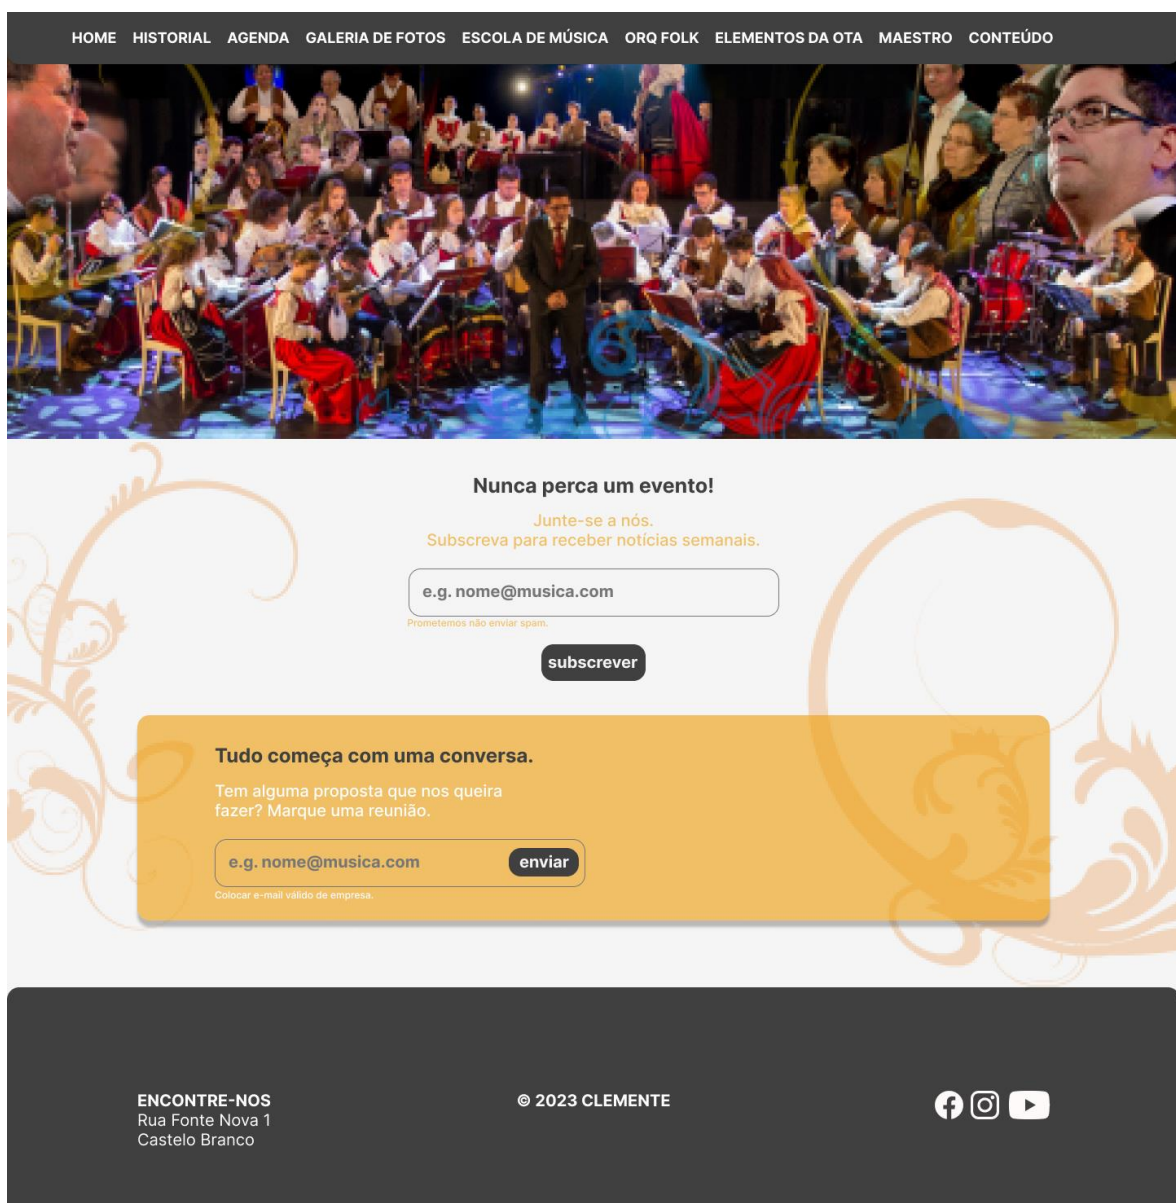 HOME HISTORIAL AGENDA GALERIA DE FOTOS ESCOLA DE MÚSICA ORQ FOLK ELEMENTOS DA OTA MAESTRO CONTEÚDO
Nunca perca um evento!
Junte-se a nós.
Subscreva para receber notícias semanais.
e.g. nome@musica.com
Prometemos não enviar spam.
subscrever
Tudo começa com uma conversa.
Tem alguma proposta que nos queira
fazer? Marque uma reunião.
e.g. nome@musica.com enviar
Colocar e-mail válido de empresa.
ENCONTRE-NOS
Rua Fonte Nova 1
Castelo Branco
© 2023 CLEMENTE